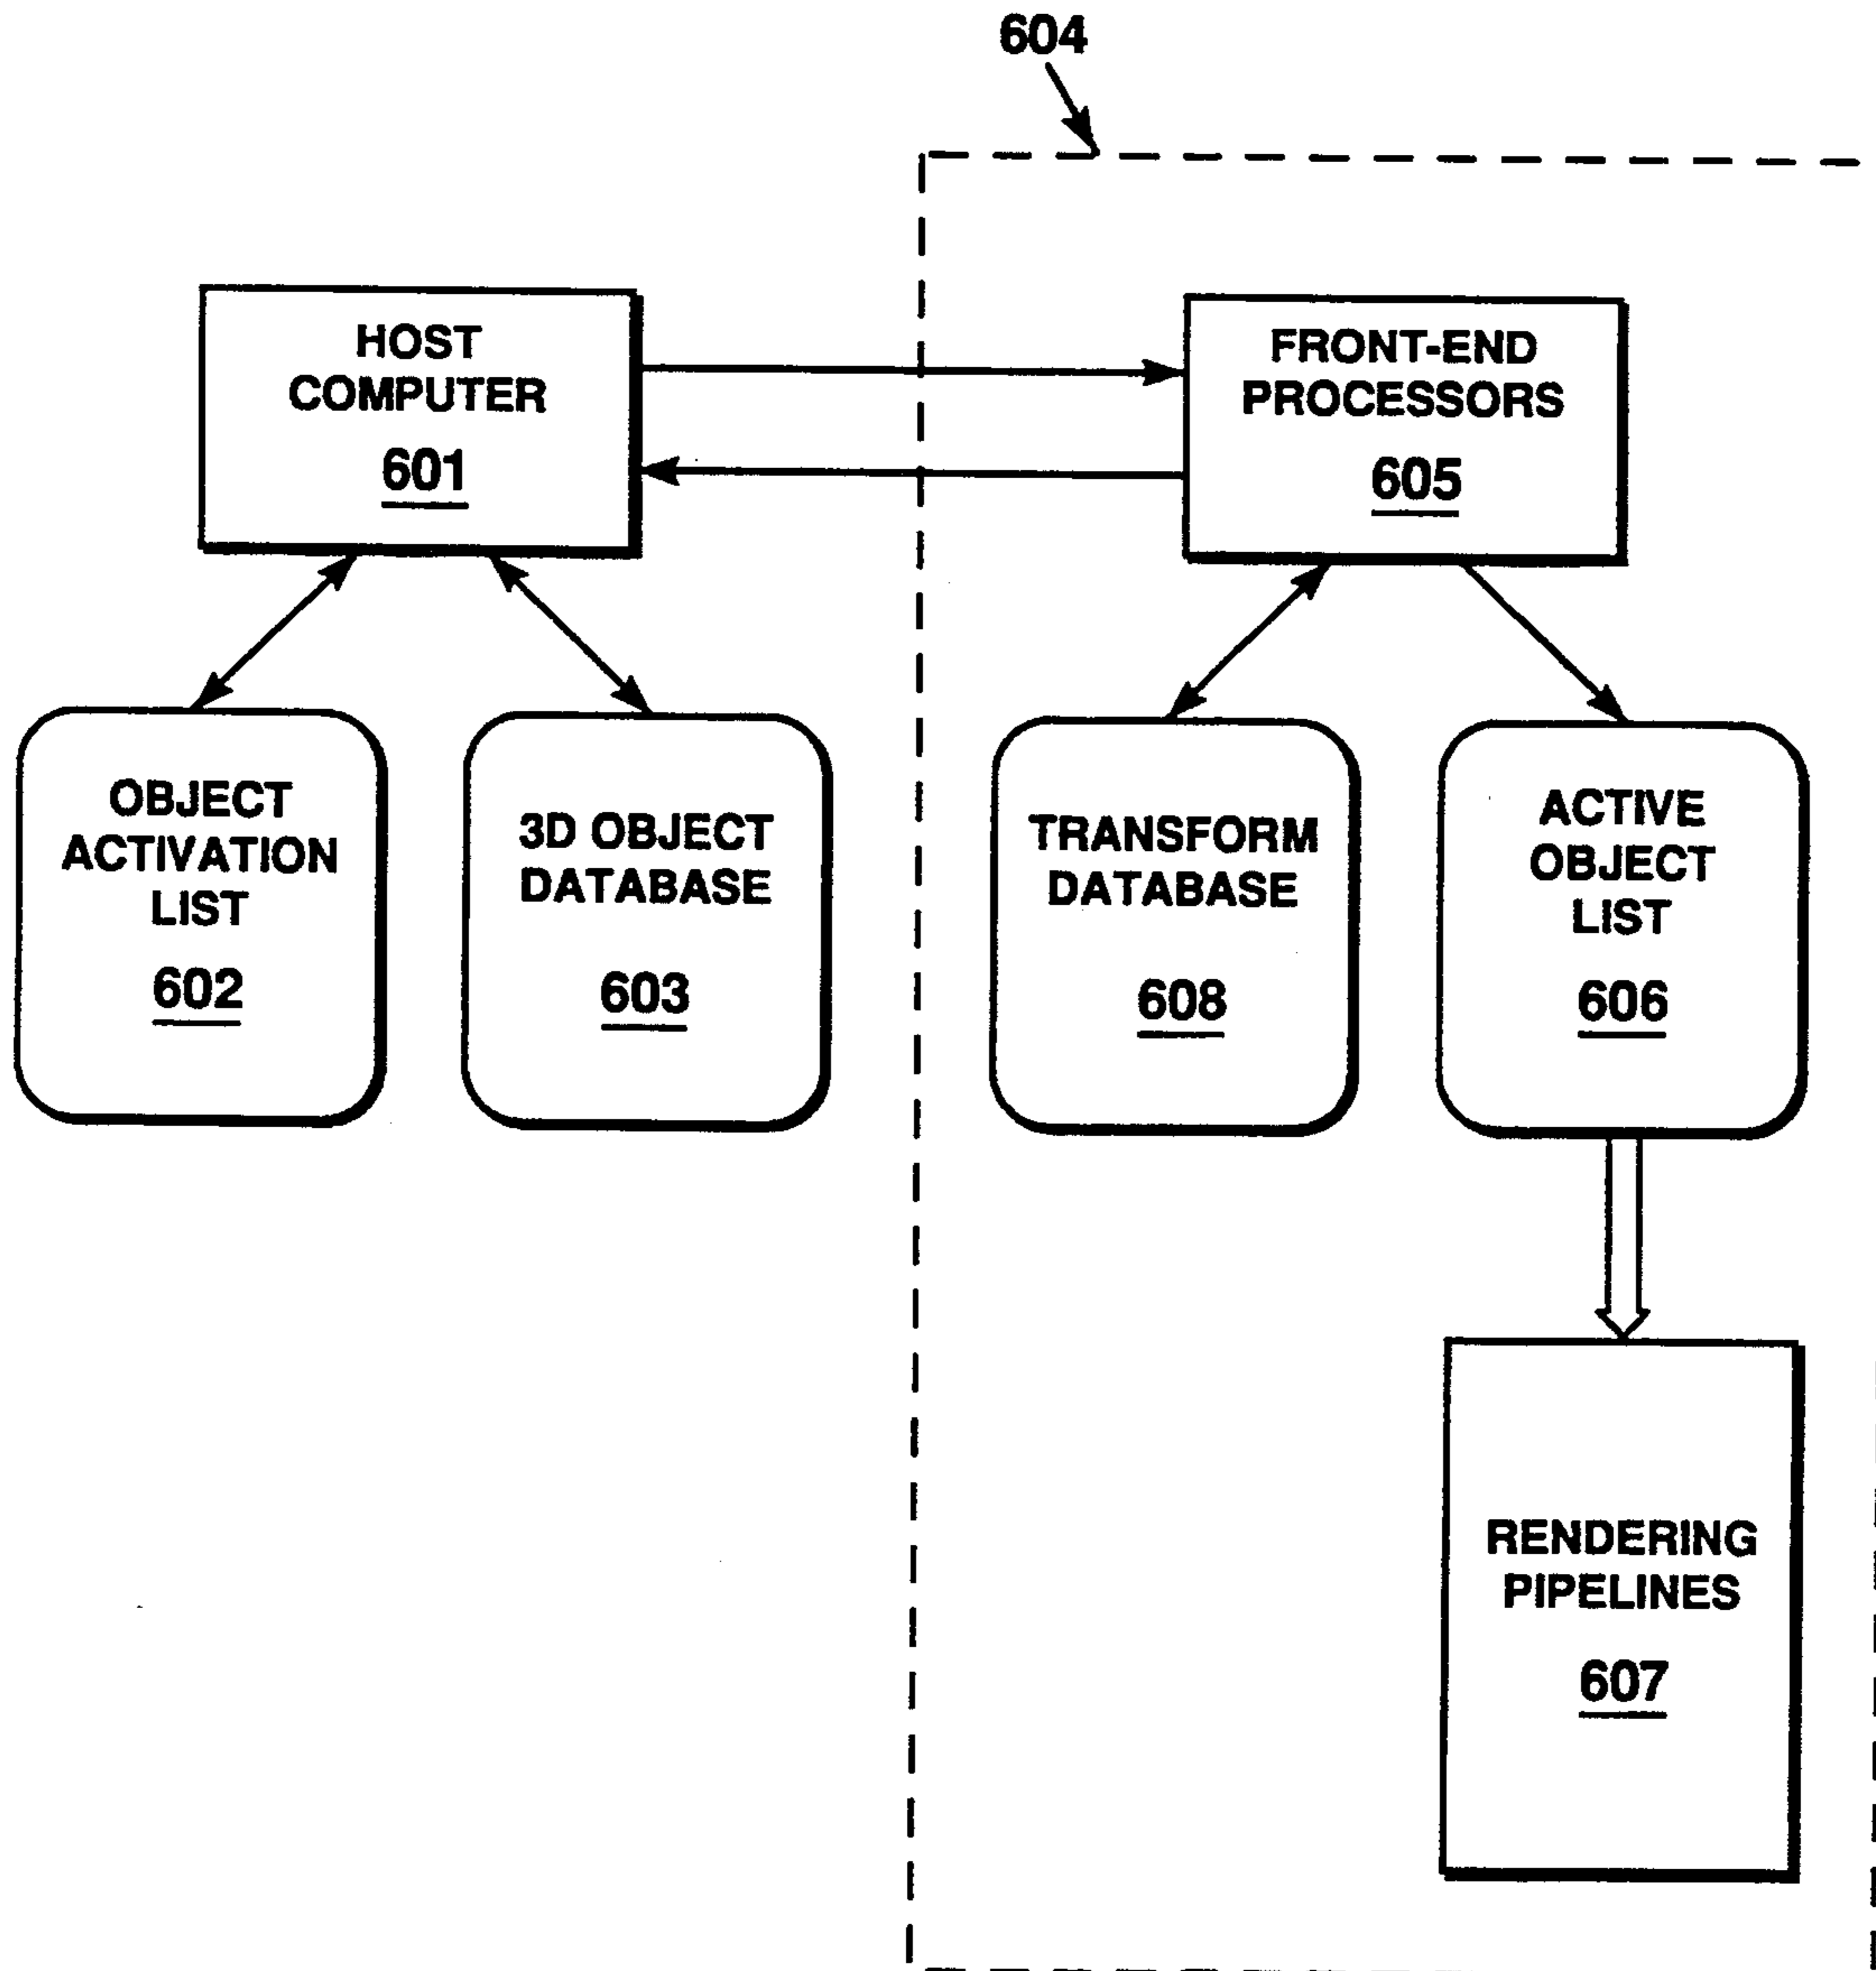 604
HOST
COMPUTER
601
FRONT-END
PROCESSORS
605
OBJECT
ACTIVATION
LIST
602
3D OBJECT
DATABASE
603
TRANSFORM
DATABASE
608
ACTIVE
OBJECT
LIST
606
RENDERING
PIPELINES
607